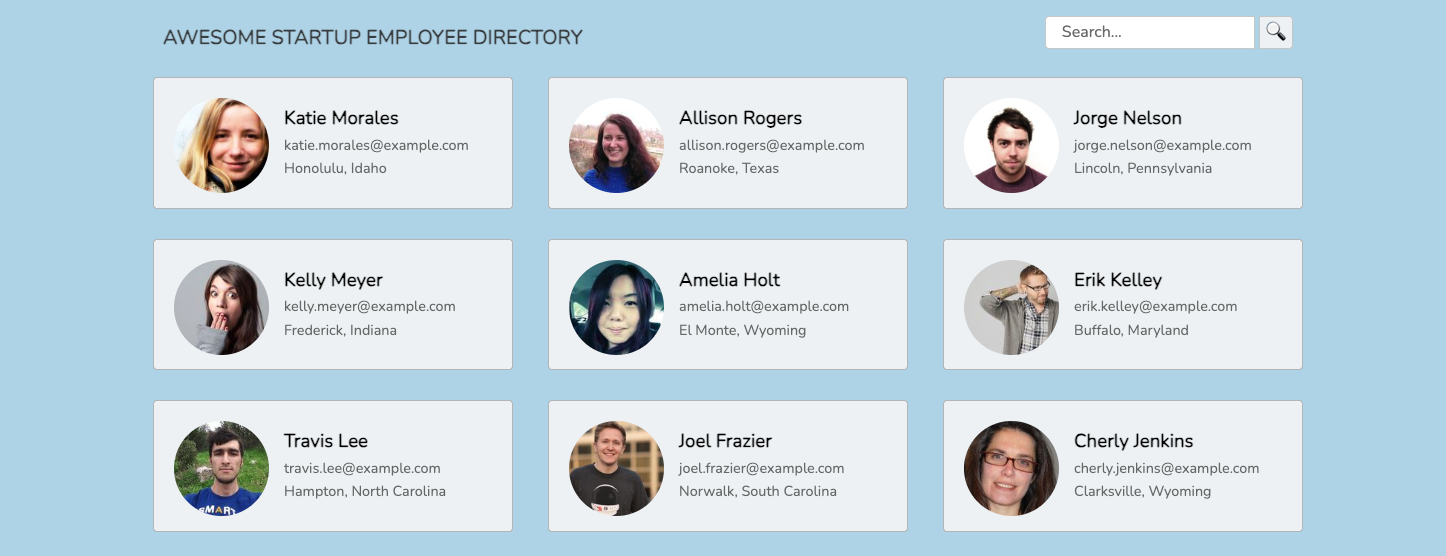 AWESOME STARTUP EMPLOYEE DIRECTORY
Search...
Katie Morales
katie.morales@example.com
Honolulu, Idaho
Allison Rogers
allison.rogers@example.com
Roanoke, Texas
Jorge Nelson
jorge.nelson@example.com
Lincoln, Pennsylvania
Kelly Meyer
kelly.meyer@example.com
Frederick, Indiana
Amelia Holt
amelia.holt@example.com
El Monte, Wyoming
Erik Kelley
erik.kelley@example.com
Buffalo, Maryland
Travis Lee
travis.lee@example.com
Hampton, North Carolina
SMART
Joel Frazier
joel.frazier@example.com
Norwalk, South Carolina
Cherly Jenkins
cherly.jenkins@example.com
Clarksville, Wyoming